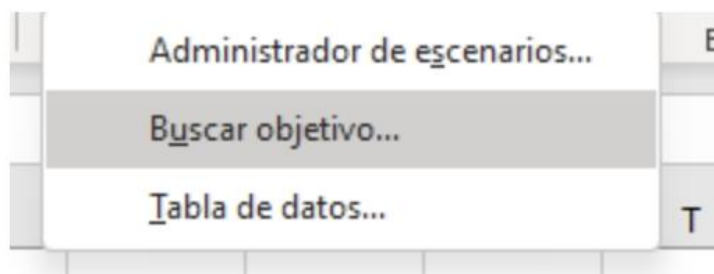 Administrador de escenarios...
Buscar objetivo...
Tabla de datos...
T